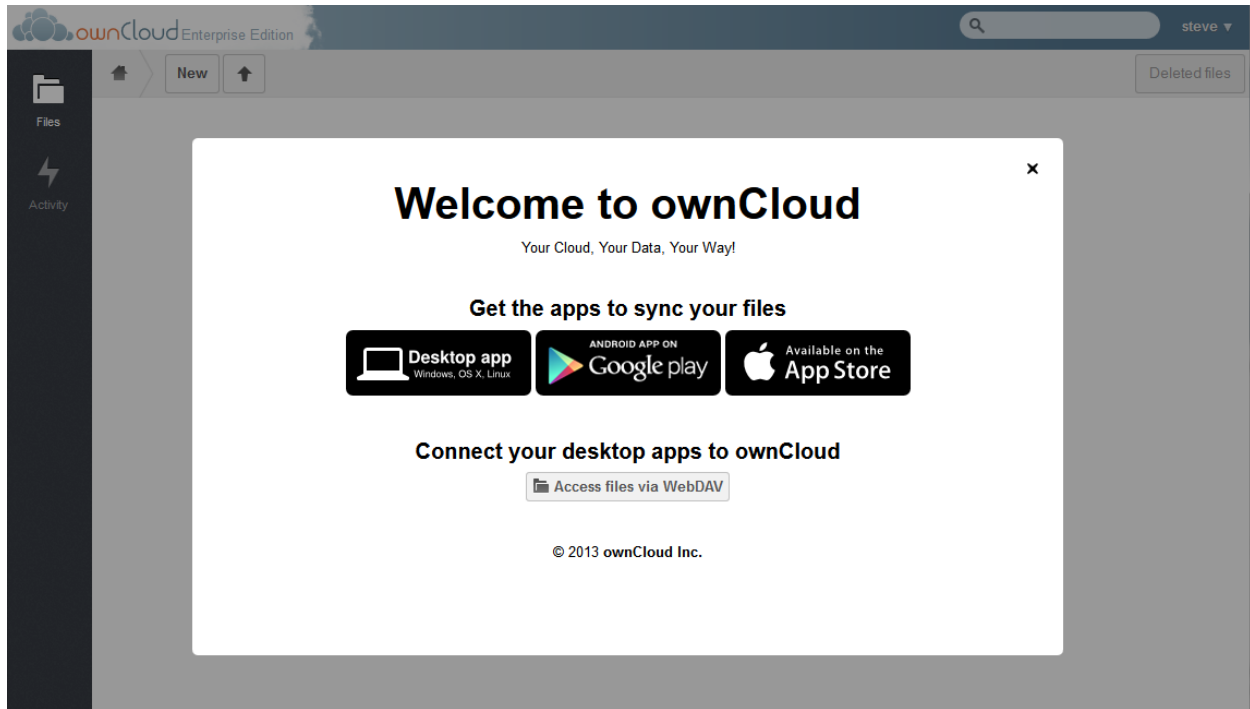 ownCloud Enterprise Edition
steve ▼
New
Deleted files
Files
Activity
×
Welcome to ownCloud
Your Cloud, Your Data, Your Way!
Get the apps to sync your files
Desktop app
Windows, OS X, Linux
ANDROID APP ON
Google play
Available on the
App Store
Connect your desktop apps to ownCloud
Access files via WebDAV
© 2013 ownCloud Inc.